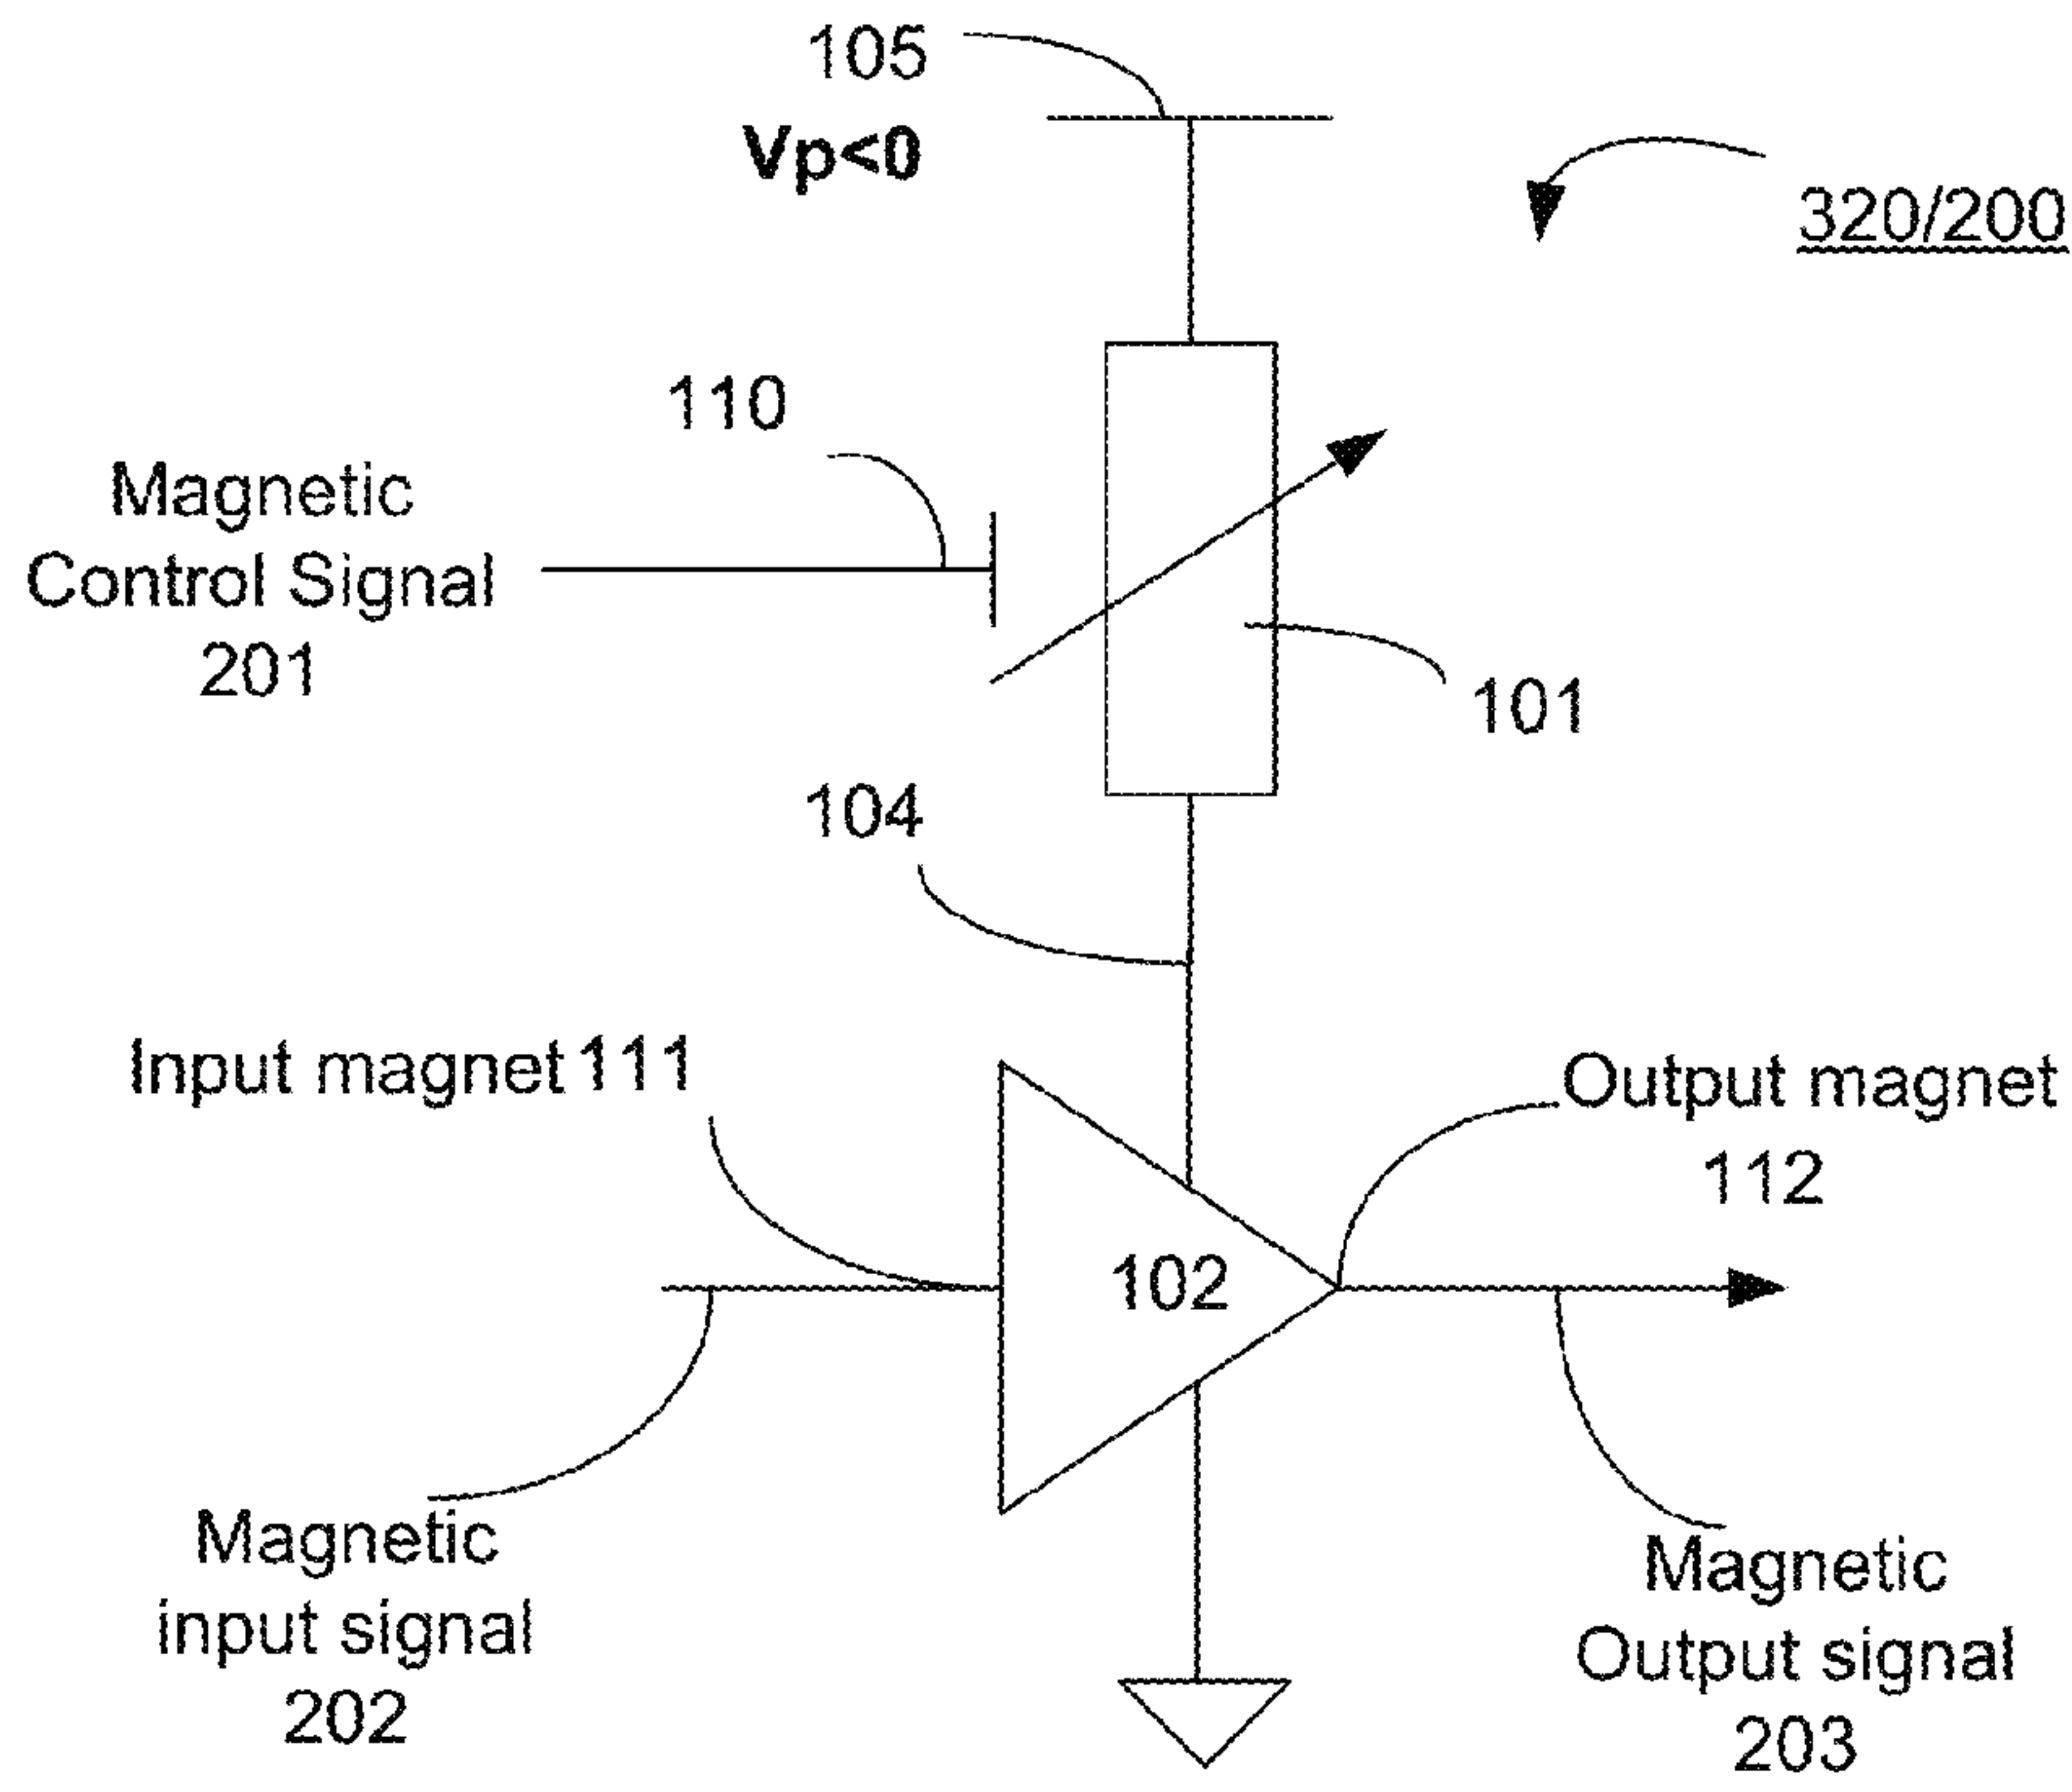 105
Vp<0
320/200
110
Magnetic
Control Signal
201
101
104
Input magnet 111
Output magnet
112
102
Magnetic
input signal
202
Magnetic
Output signal
203